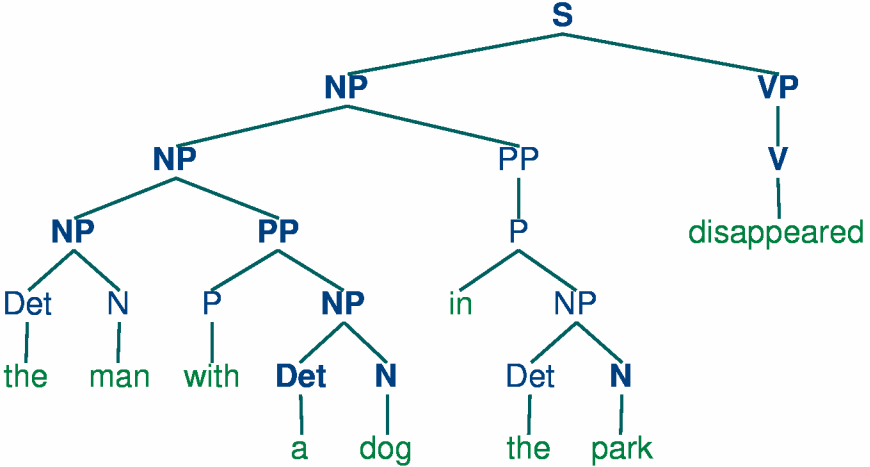 S
NP VP
NP PP V
NP PP P disappeared
Det N P NP in NP
the man with Det N Det N
a dog the park